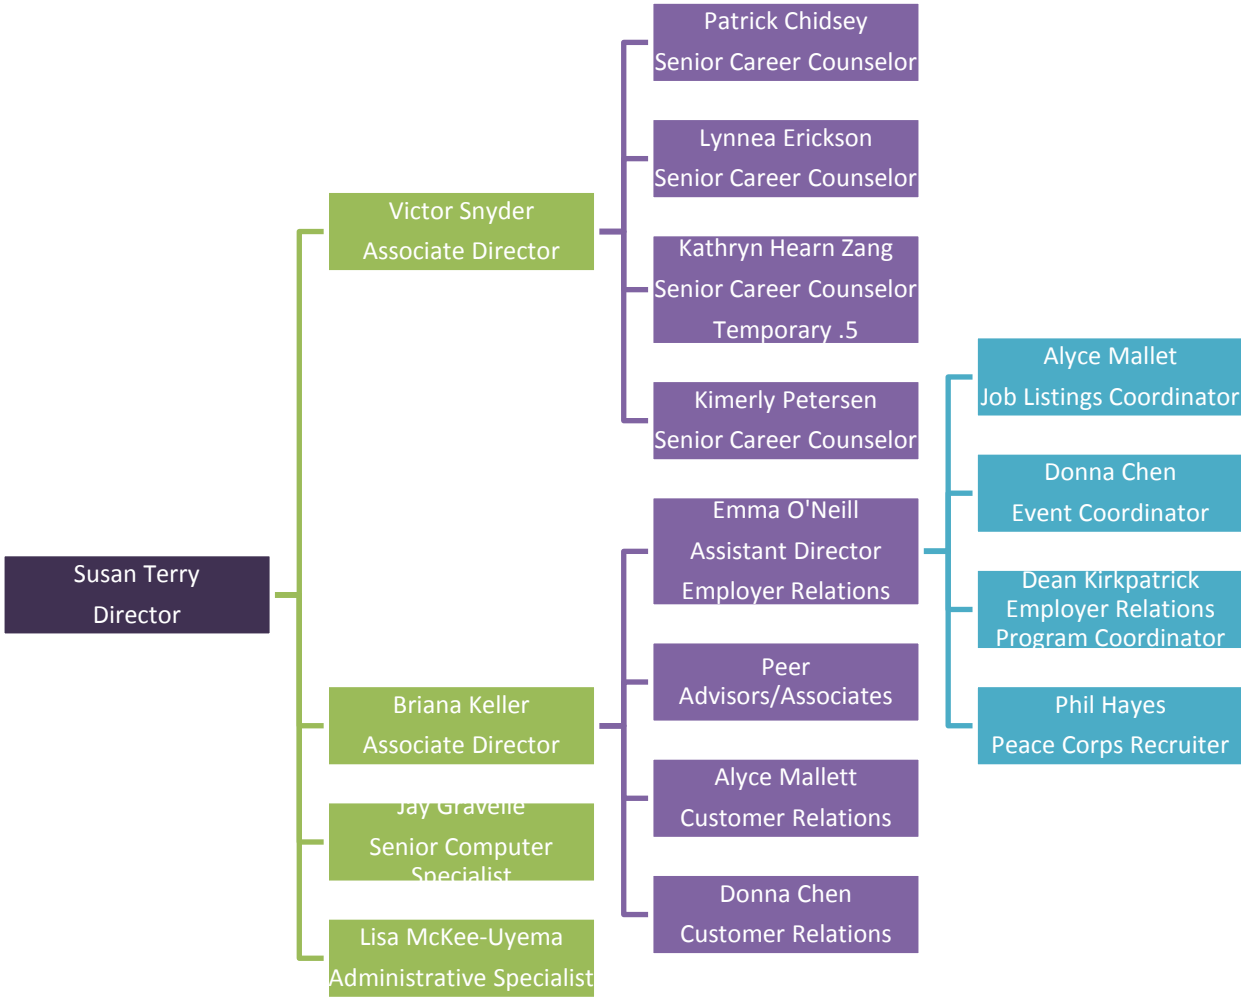 Susan Terry
Director
Victor Snyder
Associate Director
Patrick Chidsey
Senior Career Counselor
Lynnea Erickson
Senior Career Counselor
Kathryn Hearn Zang
Senior Career Counselor
Temporary .5
Kimerly Petersen
Senior Career Counselor
Briana Keller
Associate Director
Emma O'Neill
Assistant Director
Employer Relations
Alyce Mallet
Job Listings Coordinator
Donna Chen
Event Coordinator
Dean Kirkpatrick
Employer Relations
Program Coordinator
Phil Hayes
Peace Corps Recruiter
Peer
Advisors/Associates
Alyce Mallett
Customer Relations
Donna Chen
Customer Relations
Jay Gravelle
Senior Computer
Specialist
Lisa McKee-Uyema
Administrative Specialist